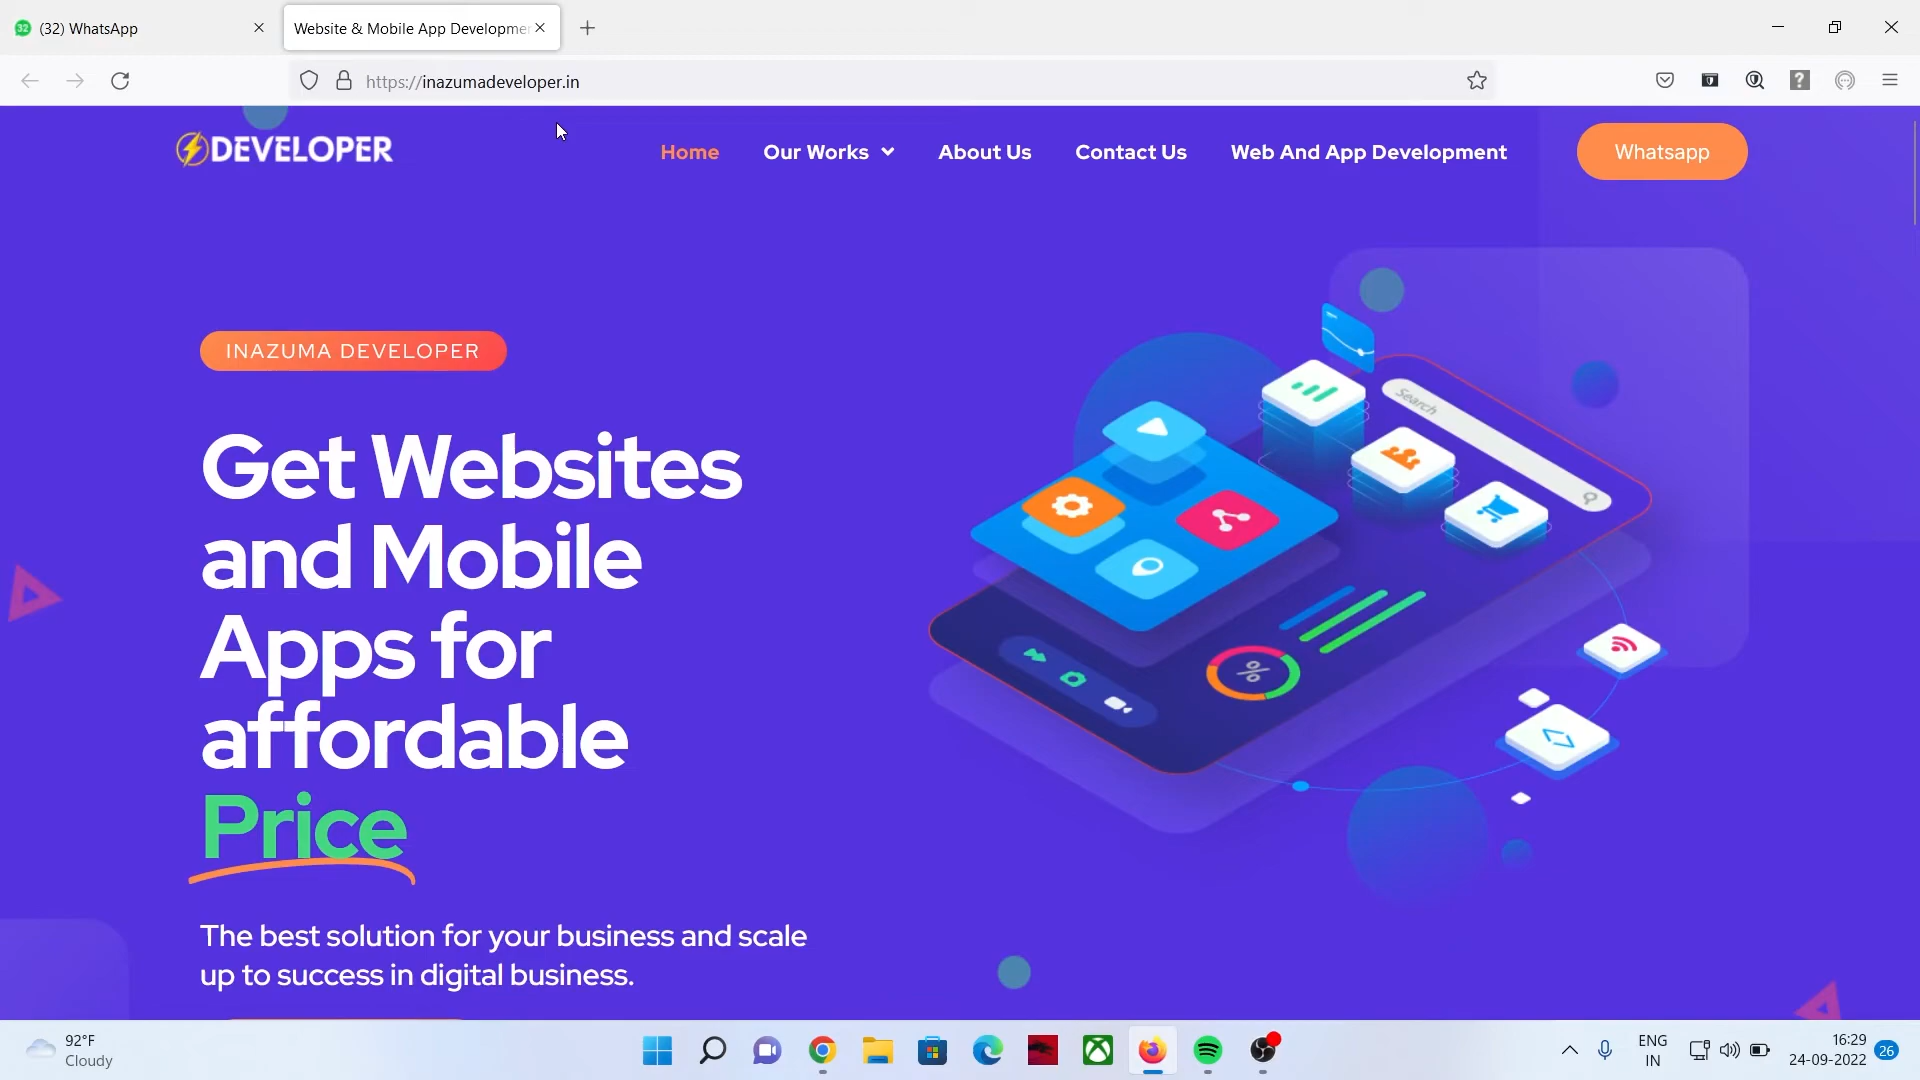 32 (32) WhatsApp
Website & Mobile App Developme
https://inazumadeveloper.in
DEVELOPER
Home
Our Works
About Us
Contact Us
Web And App Development
Whatsapp
INAZUMA DEVELOPER
Get Websites
and Mobile
Apps for
affordable
Price
The best solution for your business and scale
up to success in digital business.
Search
%
92°F
Cloudy
ENG
IN
16:29
24-09-2022
26